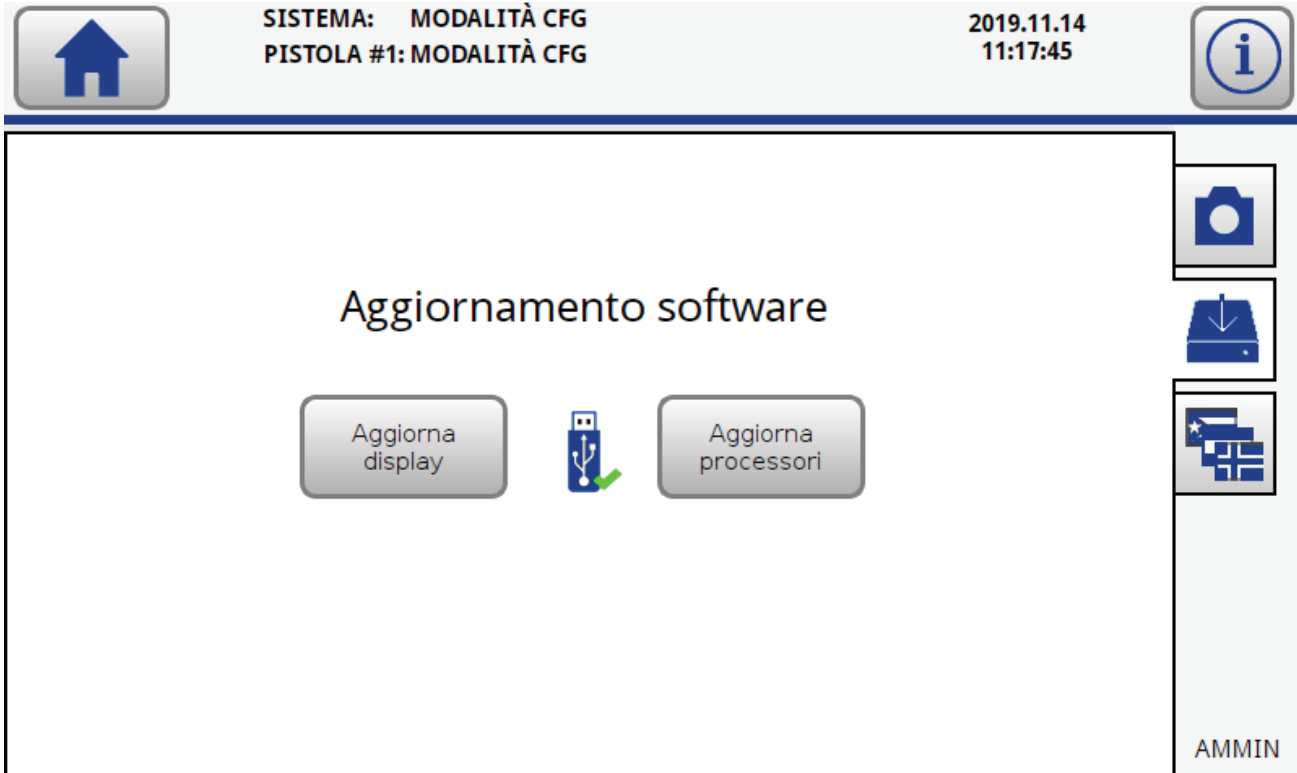 SISTEMA: MODALITÀ CFG
PISTOLA #1: MODALITÀ CFG
2019.11.14
11:17:45
Aggiornamento software
Aggiorna
display
Aggiorna
processori
AMMIN